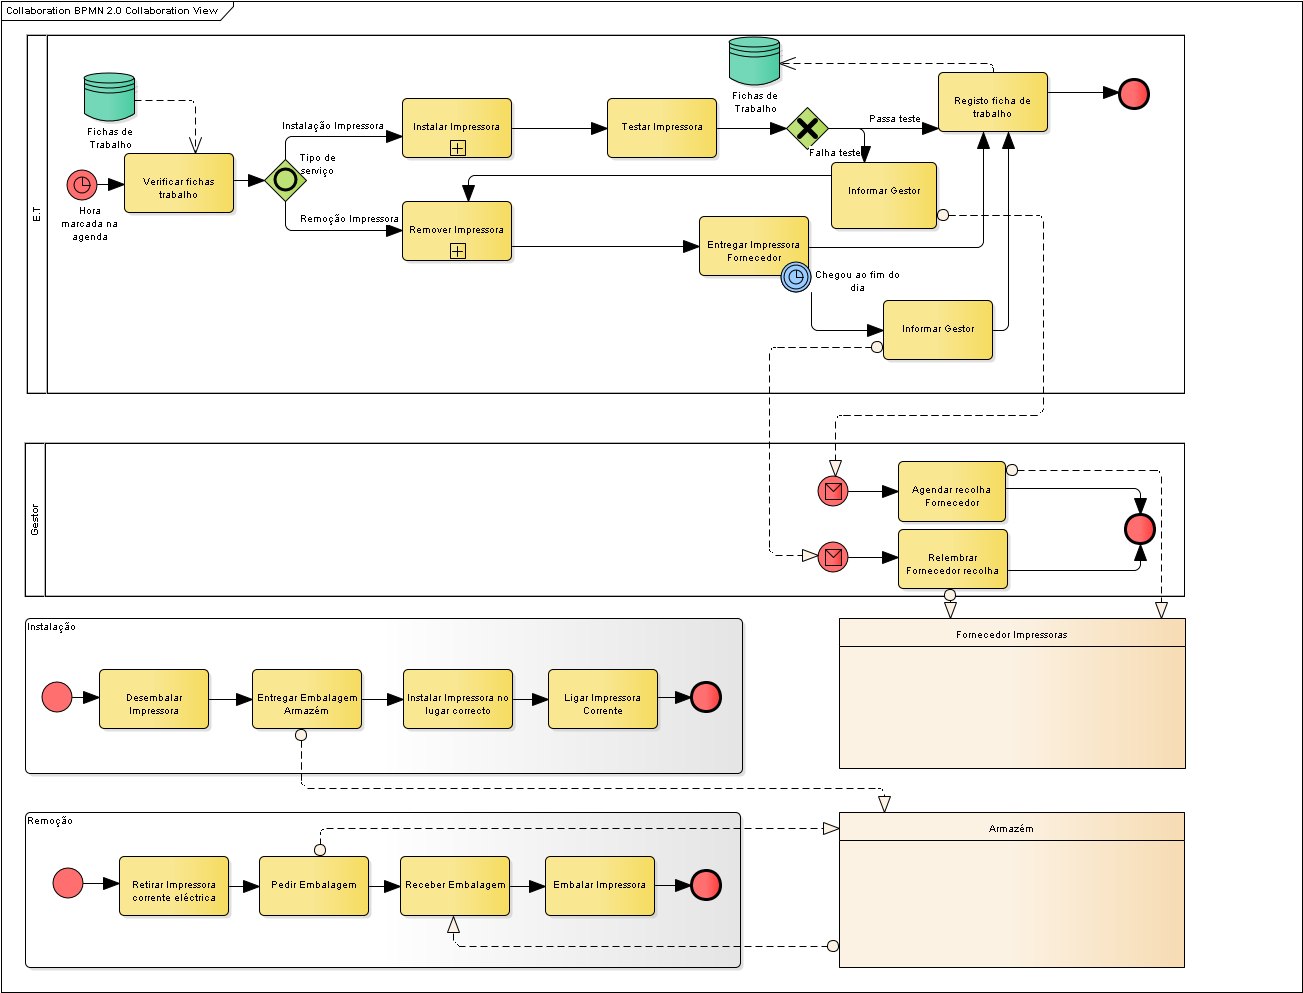 Collaboration BPMN 2.0 Collaboration View
E.T
Fichas de
Trabalho
Hora
marcada na
agenda
Verificar fichas
trabalho
Tipo de
serviço
Instalação Impressora
Remoção Impressora
Instalar Impressora
Remover Impressora
Testar Impressora
Fichas de
Trabalho
Passa teste
Falha teste
Registo ficha de
trabalho
Informar Gestor
Entregar Impressora
Fornecedor
Chegou ao fim do
dia
Informar Gestor
Gestor
Agendar recolha
Fornecedor
Relembrar
Fornecedor recolha
Instalação
Desembalar
Impressora
Entregar Embalagem
Armazém
Instalar Impressora no
lugar correcto
Ligar Impressora
Corrente
Fornecedor Impressoras
Remoção
Retirar Impressora
corrente eléctrica
Pedir Embalagem
Receber Embalagem
Embalar Impressora
Armazém